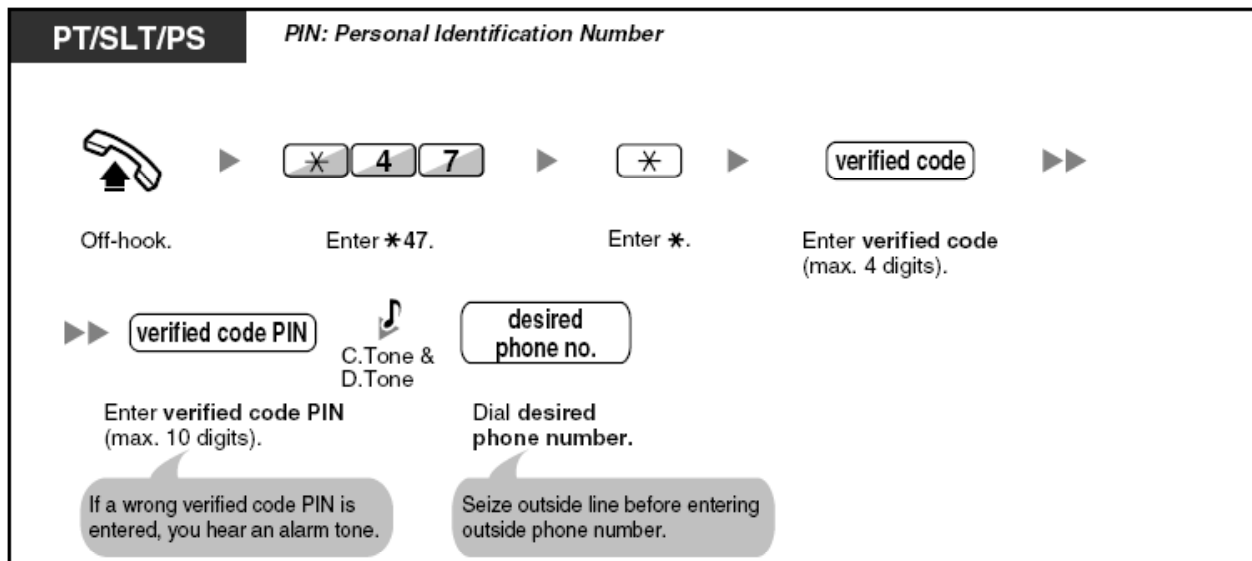 PT/SLT/PS
PIN: Personal Identification Number
* 4 7
*
verified code
Off-hook.
Enter *47.
Enter *.
Enter verified code
(max. 4 digits).
verified code PIN
C.Tone &
D.Tone
desired
phone no.
Enter verified code PIN
(max. 10 digits).
Dial desired
phone number.
If a wrong verified code PIN is
entered, you hear an alarm tone.
Seize outside line before entering
outside phone number.